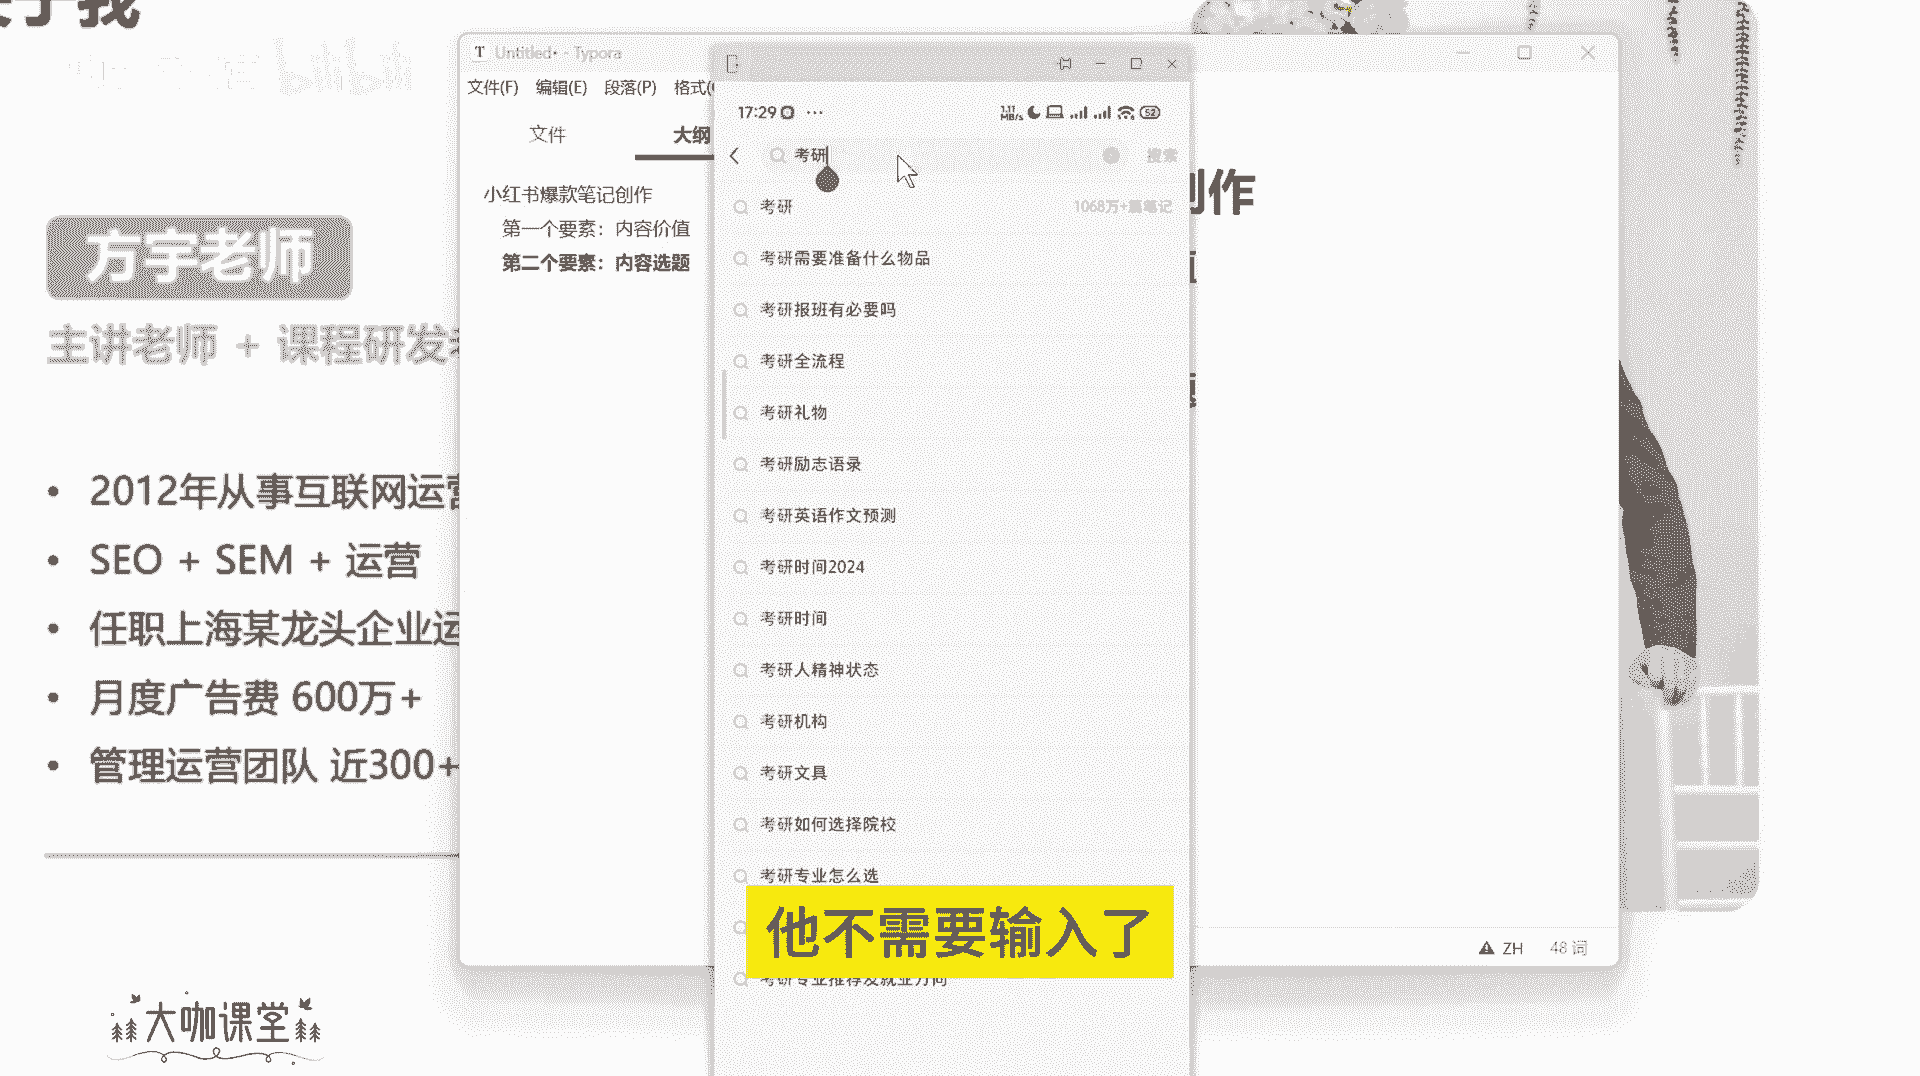 bilibili
方宇老师
主讲老师 + 课程研发
2012年从事互联网运营
SEO + SEM + 运营
任职上海某龙头企业运
月度广告费 600万+
管理运营团队 近300+
大咖课堂
Untitled• - Typora
文件(F) 编辑(E) 段落(P) 格式(
文件 大纲
小红书爆款笔记创作
第一个要素：内容价值
第二个要素：内容选题
创作
ZH 48 词
17:29 ···
1.11 MB/s
52
考研 搜索
考研 1068万+篇笔记
考研需要准备什么物品
考研报班有必要吗
考研全流程
考研礼物
考研励志语录
考研英语作文预测
考研时间2024
考研时间
考研人精神状态
考研机构
考研文具
考研如何选择院校
考研专业怎么选
他不需要输入了
考研专业推荐及就业方向